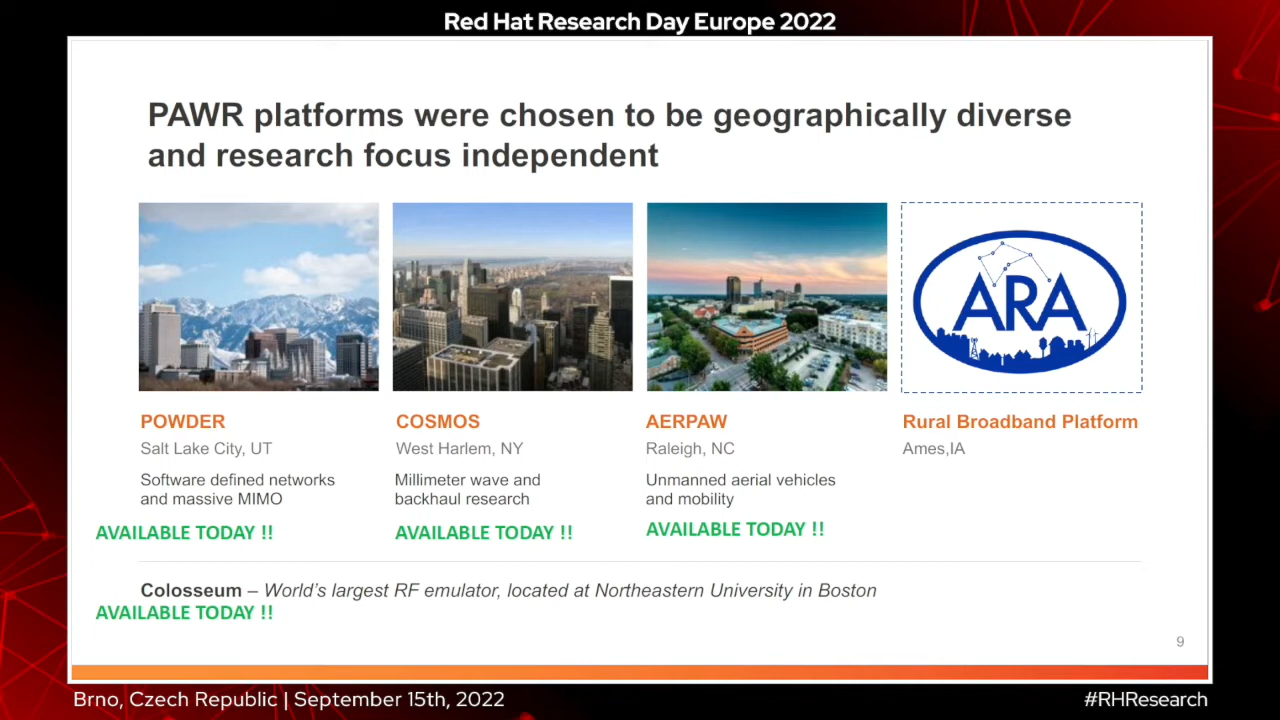 Red Hat Research Day Europe 2022
PAWR platforms were chosen to be geographically diverse
and research focus independent
ARA
POWDER
Salt Lake City, UT
Software defined networks
and massive MIMO
AVAILABLE TODAY !!
COSMOS
West Harlem, NY
Millimeter wave and
backhaul research
AVAILABLE TODAY !!
AERPAW
Raleigh, NC
Unmanned aerial vehicles
and mobility
AVAILABLE TODAY !!
Rural Broadband Platform
Ames,IA
Colosseum – World's largest RF emulator, located at Northeastern University in Boston
AVAILABLE TODAY !!
9
Brno, Czech Republic | September 15th, 2022
#RHResearch